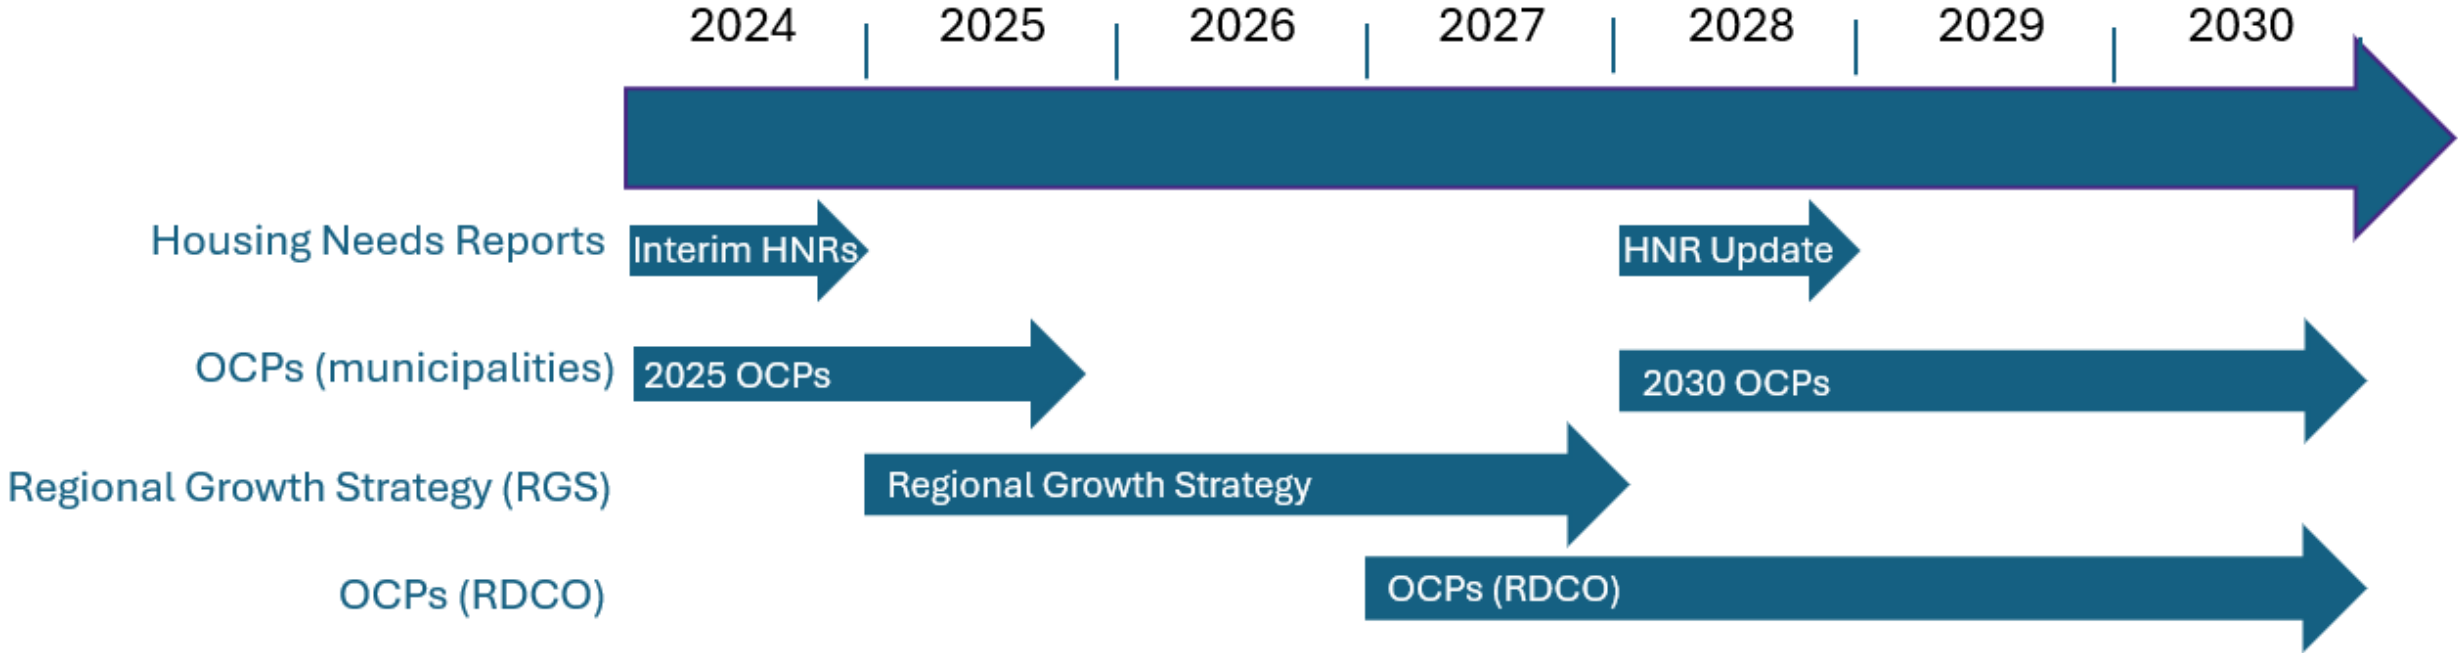 2024 2025 2026 2027 2028 2029 2030
Housing Needs Reports Interim HNRs HNR Update
OCPs (municipalities) 2025 OCPs 2030 OCPs
Regional Growth Strategy (RGS) Regional Growth Strategy
OCPs (RDCO) OCPs (RDCO)